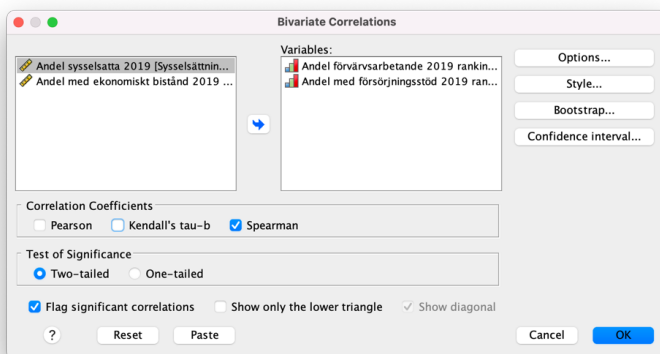 Bivariate Correlations
Variables:
Andel sysselsatta 2019 [Sysselsättnin...
Andel med ekonomiskt bistånd 2019 ...
Andel förvärvsarbetande 2019 rankin...
Andel med försörjningsstöd 2019 ran...
Options...
Style...
Bootstrap...
Confidence interval...
Correlation Coefficients
Pearson Kendall's tau-b Spearman
Test of Significance
Two-tailed One-tailed
Flag significant correlations Show only the lower triangle Show diagonal
? Reset Paste Cancel OK